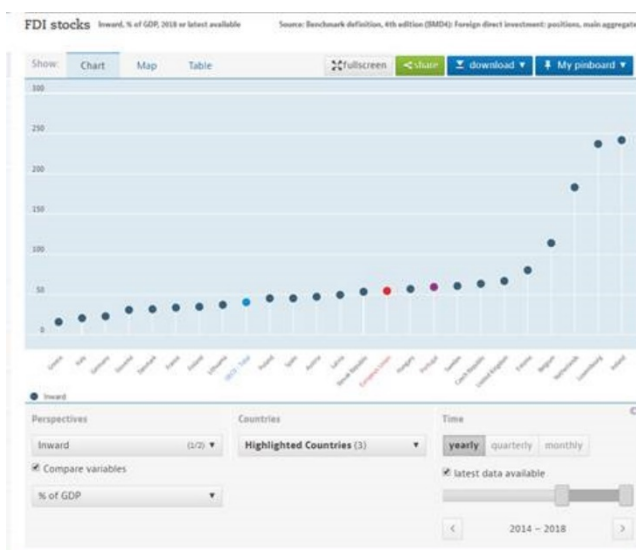 FDI stocks Inward, % of GDP, 2018 or latest available Source: Benchmark definition, 4th edition (BMD4): Foreign direct investment: positions, main aggregate
Show: Chart Map Table fullscreen share download ▼ My pinboard ▼
300
250
200
150
100
50
0
Greece Italy Germany Slovenia Denmark France Finland Lithuania OECD - Total Poland Spain Austria Latvia Slovak Republic European Union Hungary Portugal Sweden Czech Republic United Kingdom Estonia Belgium Netherlands Luxembourg Ireland
Inward
Perspectives Countries Time
Inward (1/2) ▼ Highlighted Countries (3) ▼ yearly quarterly monthly
Compare variables latest data available
% of GDP ▼
< 2014 – 2018 >